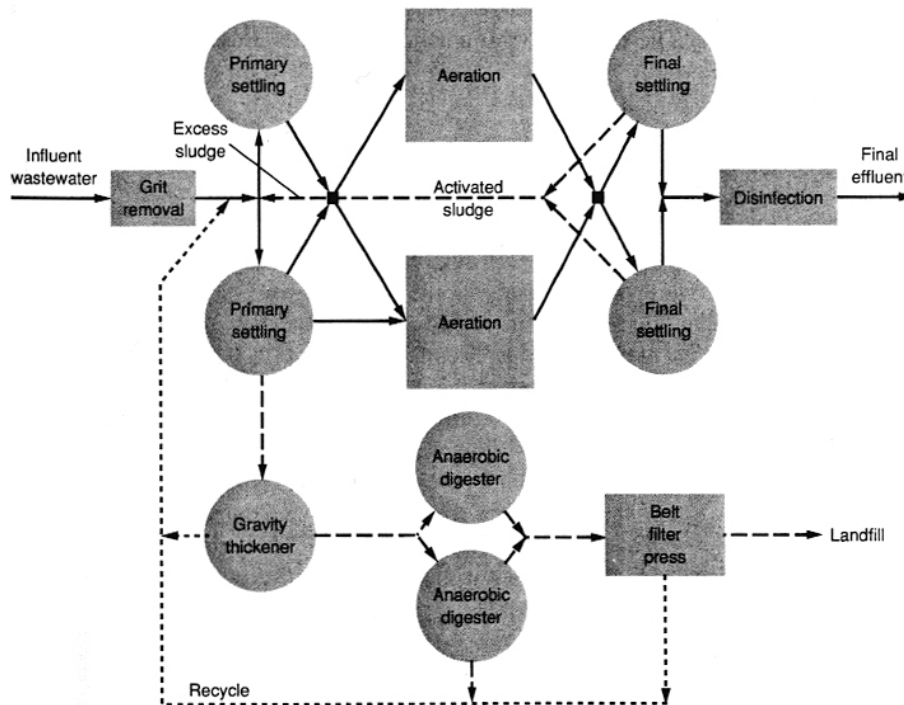 Primary
settling
Aeration
Final
settling
Excess
sludge
Influent
wastewater
Grit
removal
Activated
sludge
Disinfection
Final
effluent
Primary
settling
Aeration
Final
settling
Gravity
thickener
Anaerobic
digester
Anaerobic
digester
Belt
filter
press
Landfill
Recycle